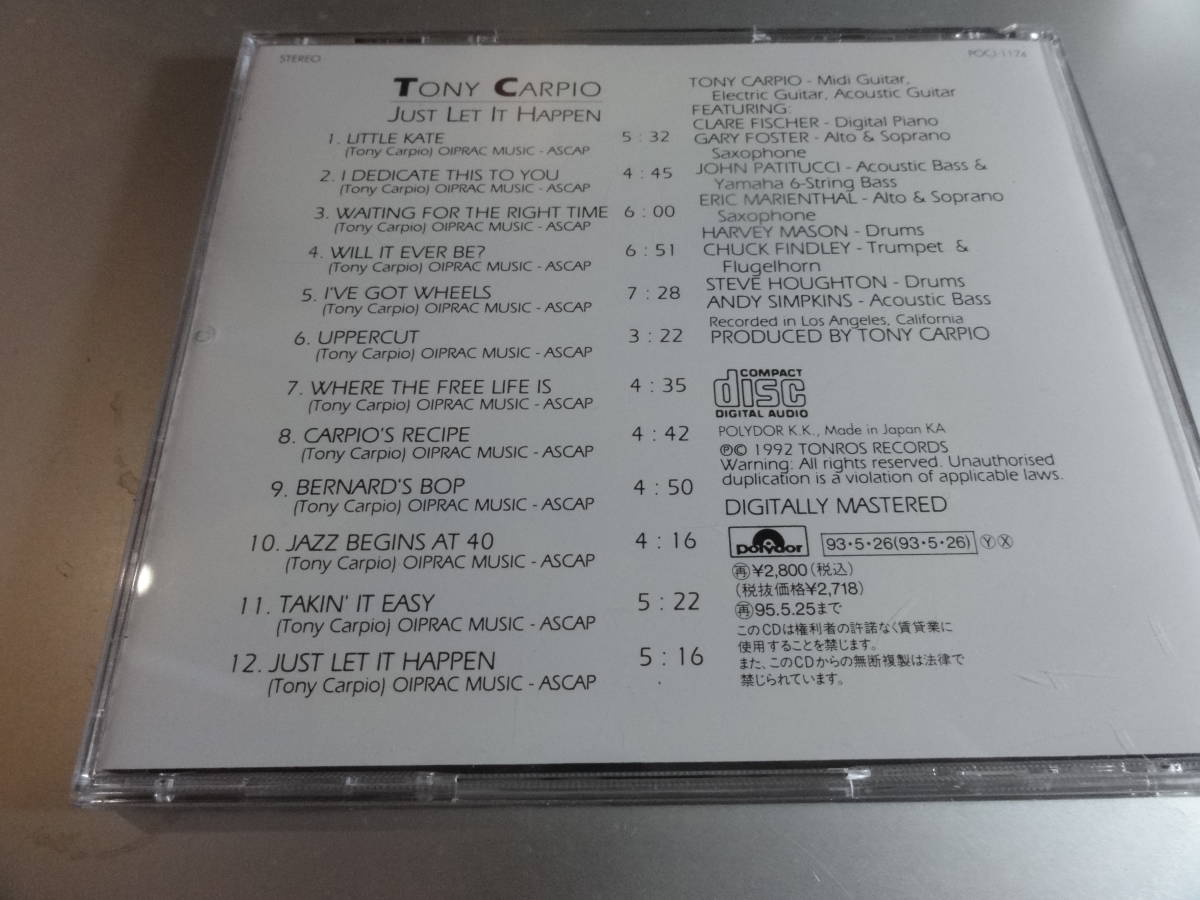 STEREO
POCJ-1174
TONY CARPIO
JUST LET IT HAPPEN
1. LITTLE KATE 5:32
(Tony Carpio) OIPRAC MUSIC - ASCAP
2. I DEDICATE THIS TO YOU 4:45
(Tony Carpio) OIPRAC MUSIC - ASCAP
3. WAITING FOR THE RIGHT TIME 6:00
(Tony Carpio) OIPRAC MUSIC - ASCAP
4. WILL IT EVER BE? 6:51
(Tony Carpio) OIPRAC MUSIC - ASCAP
5. I'VE GOT WHEELS 7:28
(Tony Carpio) OIPRAC MUSIC - ASCAP
6. UPPERCUT 3:22
(Tony Carpio) OIPRAC MUSIC - ASCAP
7. WHERE THE FREE LIFE IS 4:35
(Tony Carpio) OIPRAC MUSIC - ASCAP
8. CARPIO'S RECIPE 4:42
(Tony Carpio) OIPRAC MUSIC - ASCAP
9. BERNARD'S BOP 4:50
(Tony Carpio) OIPRAC MUSIC - ASCAP
10. JAZZ BEGINS AT 40 4:16
(Tony Carpio) OIPRAC MUSIC - ASCAP
11. TAKIN' IT EASY 5:22
(Tony Carpio) OIPRAC MUSIC - ASCAP
12. JUST LET IT HAPPEN 5:16
(Tony Carpio) OIPRAC MUSIC - ASCAP
TONY CARPIO - Midi Guitar,
Electric Guitar, Acoustic Guitar
FEATURING:
CLARE FISCHER - Digital Piano
GARY FOSTER - Alto & Soprano
Saxophone
JOHN PATITUCCI - Acoustic Bass &
Yamaha 6-String Bass
ERIC MARIENTHAL - Alto & Soprano
Saxophone
HARVEY MASON - Drums
CHUCK FINDLEY - Trumpet &
Flugelhorn
STEVE HOUGHTON - Drums
ANDY SIMPKINS - Acoustic Bass
Recorded in Los Angeles, California
PRODUCED BY TONY CARPIO
COMPACT
disc
DIGITAL AUDIO
POLYDOR K.K., Made in Japan KA
℗© 1992 TONROS RECORDS
Warning: All rights reserved. Unauthorised
duplication is a violation of applicable laws.
DIGITALLY MASTERED
polydor 93·5·26(93·5·26) Ⓨ Ⓧ
㊢¥2,800(税込)
(税抜価格¥2,718)
㊢95.5.25まで
このCDは権利者の許諾なく賃貸業に
使用することを禁じます。
また、このCDからの無断複製は法律で
禁じられています。